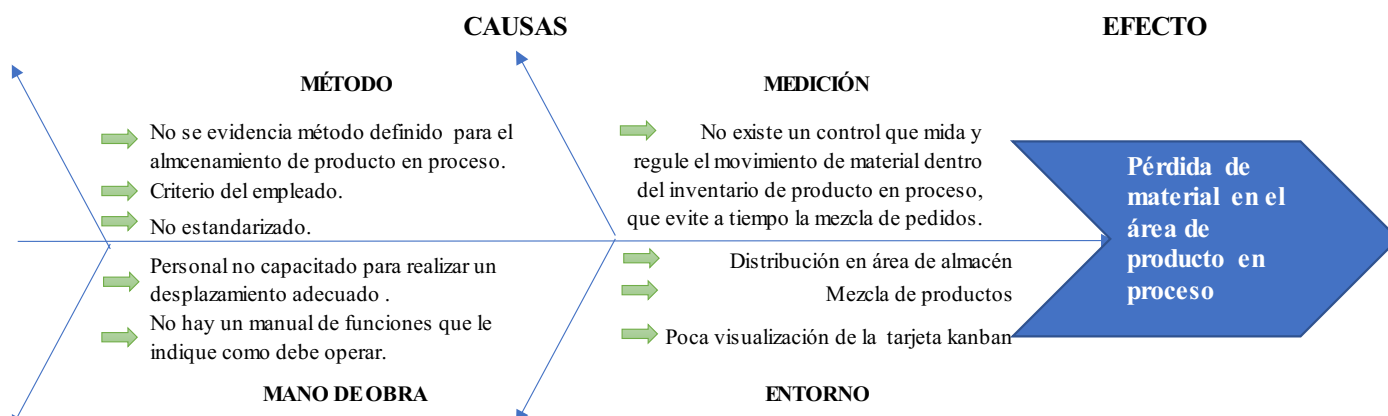 CAUSAS
EFECTO
MÉTODO
No se evidencia método definido para el
almcenamiento de producto en proceso.
Criterio del empleado.
No estandarizado.
MEDICIÓN
No existe un control que mida y
regule el movimiento de material dentro
del inventario de producto en proceso,
que evite a tiempo la mezcla de pedidos.
Personal no capacitado para realizar un
desplazamiento adecuado .
No hay un manual de funciones que le
indique como debe operar.
MANO DE OBRA
Distribución en área de almacén
Mezcla de productos
Poca visualización de la tarjeta kanban
ENTORNO
Pérdida de
material en el
área de
producto en
proceso